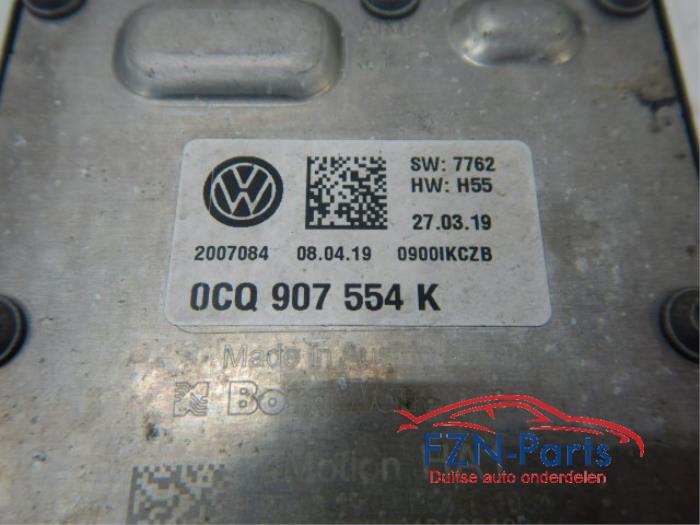 SW: 7762
HW: H55
27.03.19
2007084 08.04.19 0900IKCZB
0CQ 907 554 K
Made in
FZN-Parts
Duitse auto onderdelen